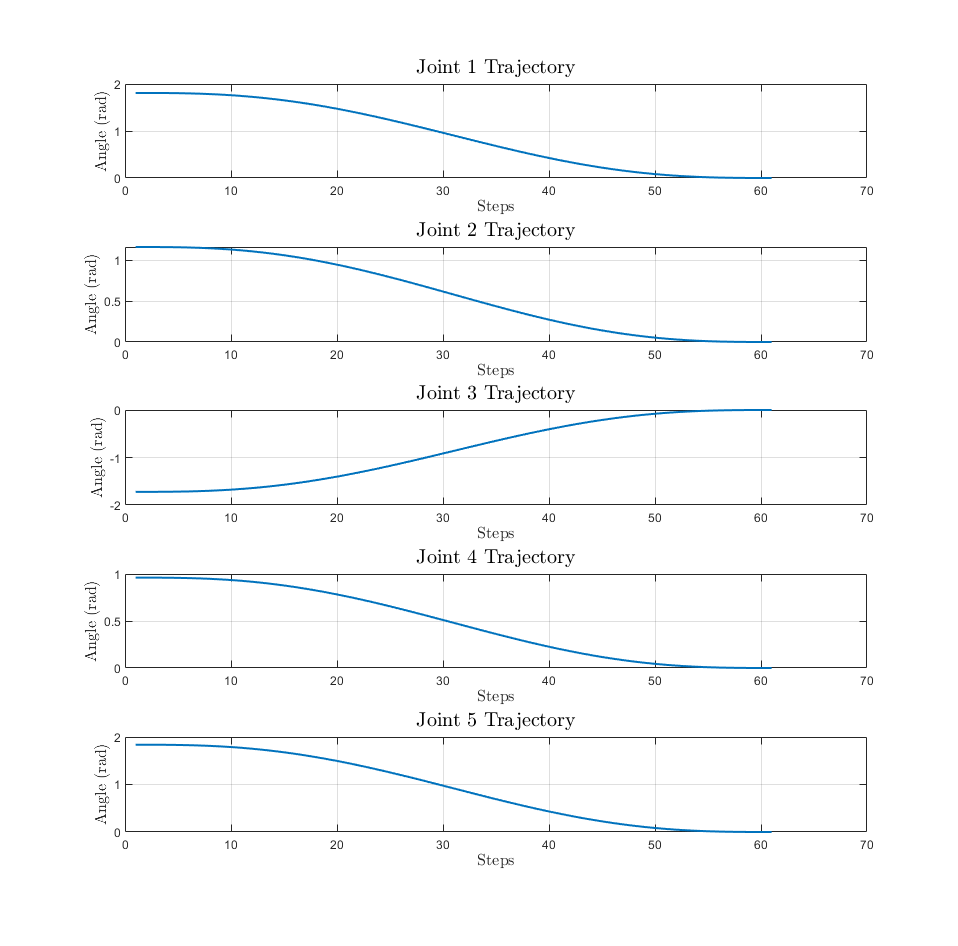 Joint 1 Trajectory
Angle (rad)
2
1
0
0 10 20 30 40 50 60 70
Steps
Joint 2 Trajectory
Angle (rad)
1
0.5
0
0 10 20 30 40 50 60 70
Steps
Joint 3 Trajectory
Angle (rad)
0
-1
-2
0 10 20 30 40 50 60 70
Steps
Joint 4 Trajectory
Angle (rad)
1
0.5
0
0 10 20 30 40 50 60 70
Steps
Joint 5 Trajectory
Angle (rad)
2
1
0
0 10 20 30 40 50 60 70
Steps